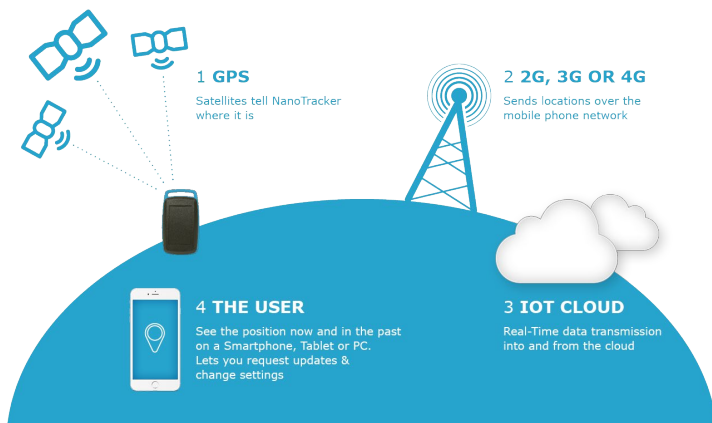 1 GPS
Satellites tell NanoTracker
where it is
2 2G, 3G OR 4G
Sends locations over the
mobile phone network
3 IOT CLOUD
Real-Time data transmission
into and from the cloud
4 THE USER
See the position now and in the past
on a Smartphone, Tablet or PC.
Lets you request updates &
change settings